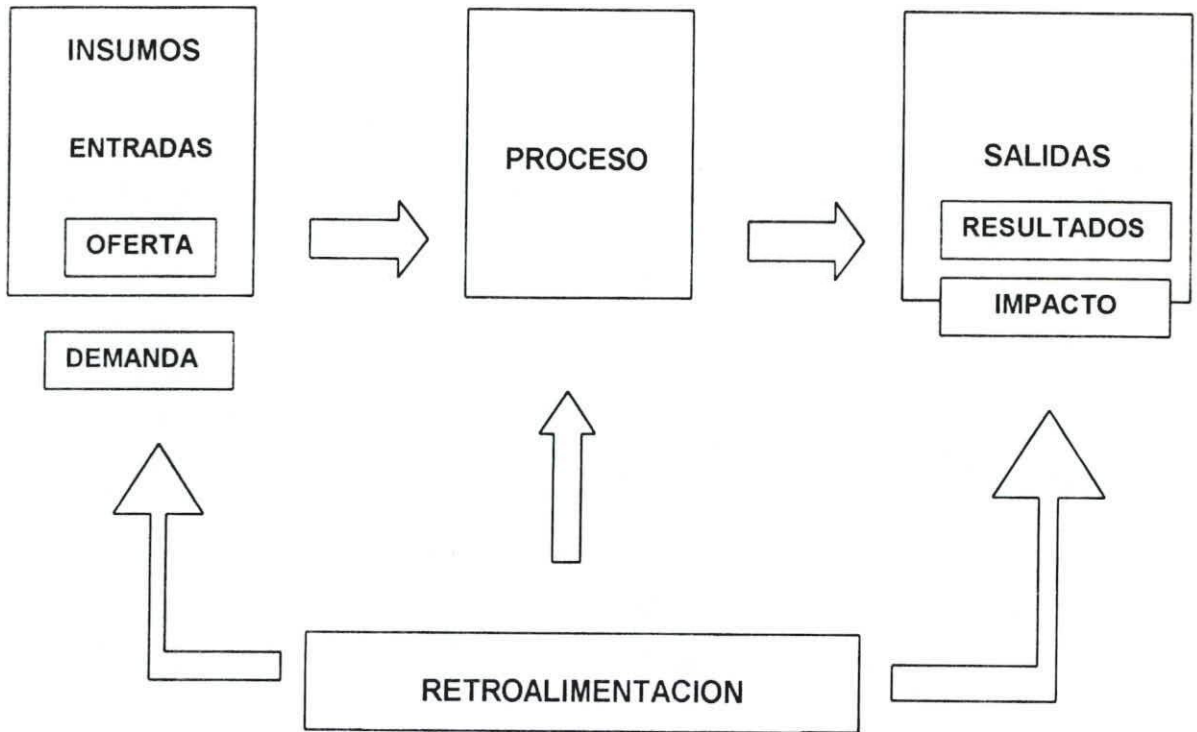 INSUMOS
ENTRADAS
OFERTA
DEMANDA
PROCESO
SALIDAS
RESULTADOS
IMPACTO
RETROALIMENTACION